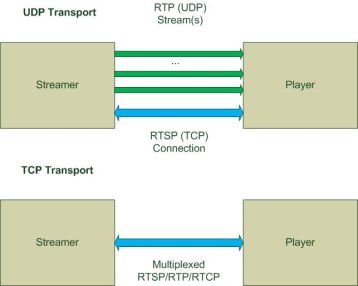 UDP Transport
RTP (UDP)
Stream(s)
...
Streamer
Player
RTSP (TCP)
Connection
TCP Transport
Streamer
Player
Multiplexed
RTSP/RTP/RTCP